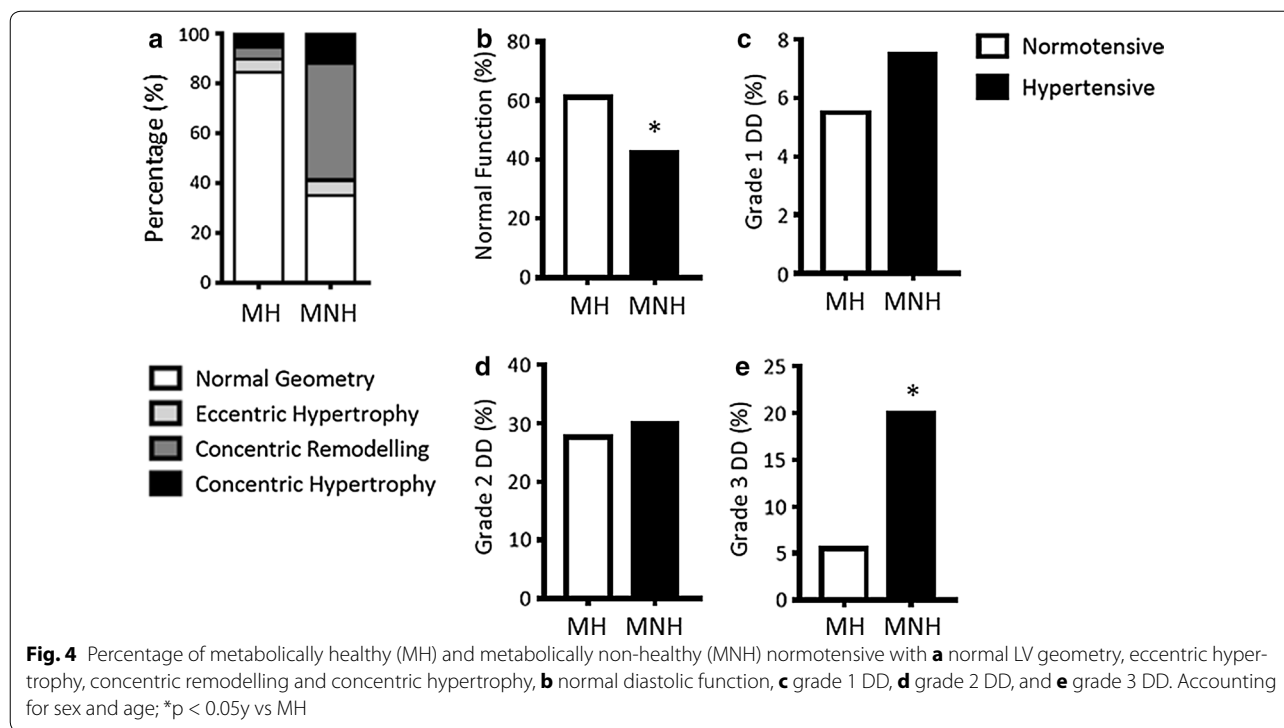 a
100
80
60
40
20
0
Percentage (%)
MH MNH
b
80
60
40
20
0
Normal Function (%)
*
MH MNH
c
8
6
4
2
0
Grade 1 DD (%)
MH MNH
Normotensive
Hypertensive
Normal Geometry
Eccentric Hypertrophy
Concentric Remodelling
Concentric Hypertrophy
d
40
30
20
10
0
Grade 2 DD (%)
MH MNH
e
25
20
15
10
5
0
Grade 3 DD (%)
*
MH MNH
Fig. 4 Percentage of metabolically healthy (MH) and metabolically non-healthy (MNH) normotensive with a normal LV geometry, eccentric hyper-
trophy, concentric remodelling and concentric hypertrophy, b normal diastolic function, c grade 1 DD, d grade 2 DD, and e grade 3 DD. Accounting
for sex and age; *p < 0.05y vs MH